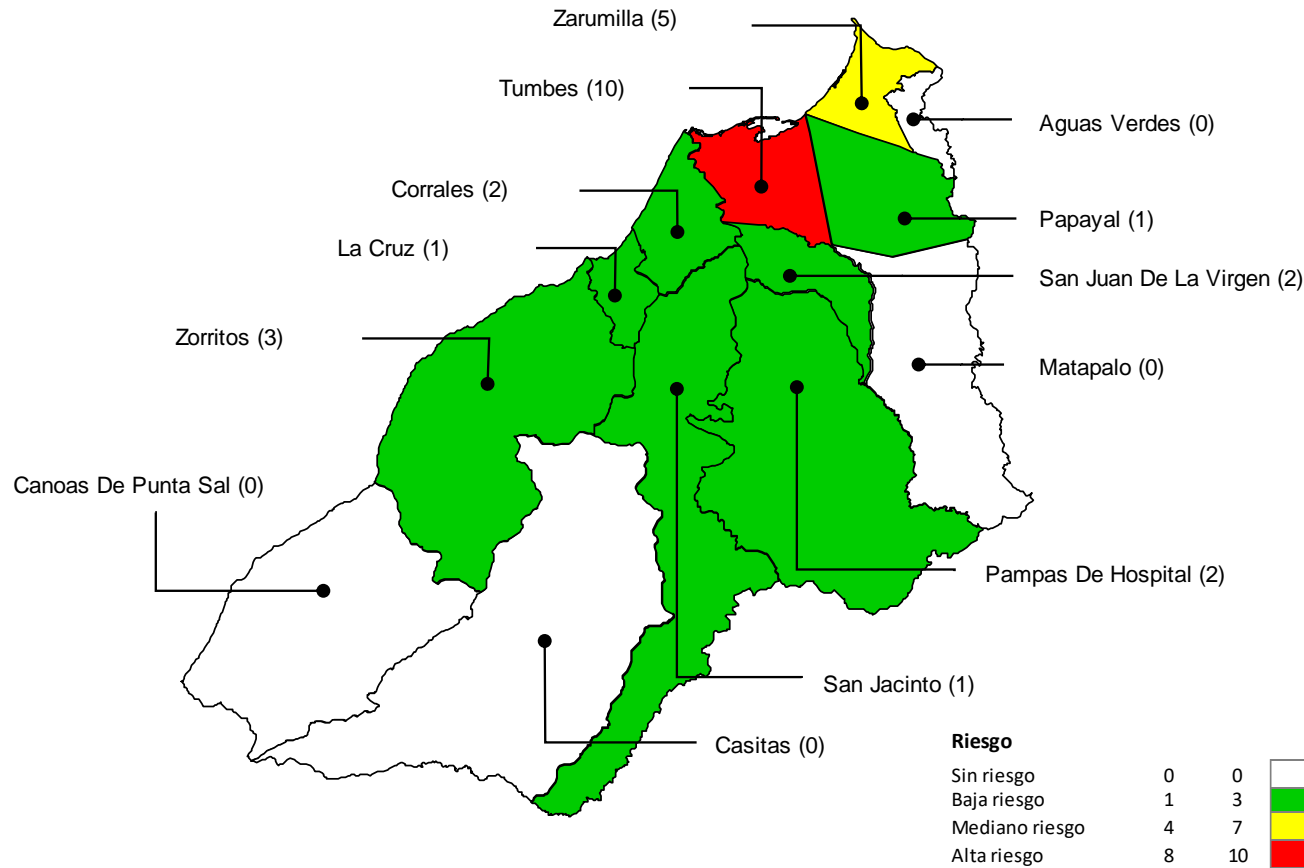 Zarumilla (5)
Tumbes (10)
Aguas Verdes (0)
Corrales (2)
Papayal (1)
La Cruz (1)
San Juan De La Virgen (2)
Zorritos (3)
Matapalo (0)
Canoas De Punta Sal (0)
Pampas De Hospital (2)
San Jacinto (1)
Casitas (0)
Riesgo
Sin riesgo 0 0
Baja riesgo 1 3
Mediano riesgo 4 7
Alta riesgo 8 10